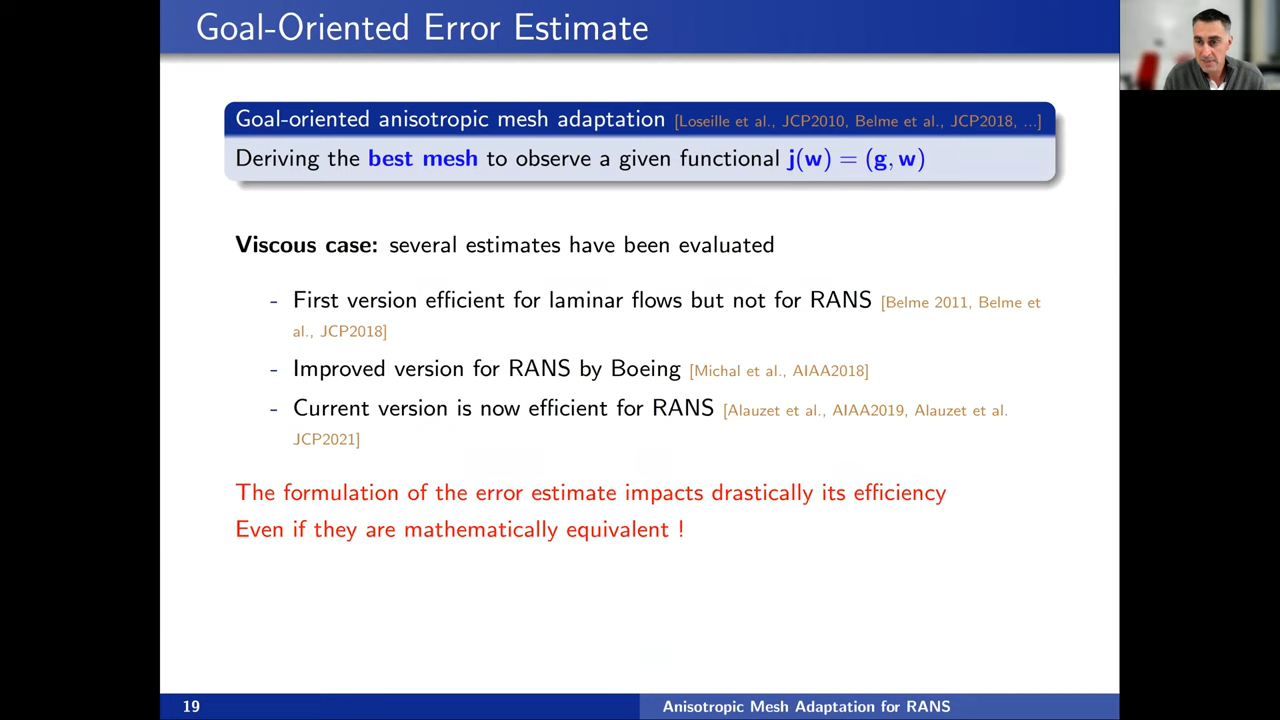 Goal-Oriented Error Estimate
Goal-oriented anisotropic mesh adaptation [Loseille et al., JCP2010, Belme et al., JCP2018, ...]
Deriving the best mesh to observe a given functional j(w) = (g, w)
Viscous case: several estimates have been evaluated
- First version efficient for laminar flows but not for RANS [Belme 2011, Belme et
al., JCP2018]
- Improved version for RANS by Boeing [Michal et al., AIAA2018]
- Current version is now efficient for RANS [Alauzet et al., AIAA2019, Alauzet et al.
JCP2021]
The formulation of the error estimate impacts drastically its efficiency
Even if they are mathematically equivalent !
19 Anisotropic Mesh Adaptation for RANS